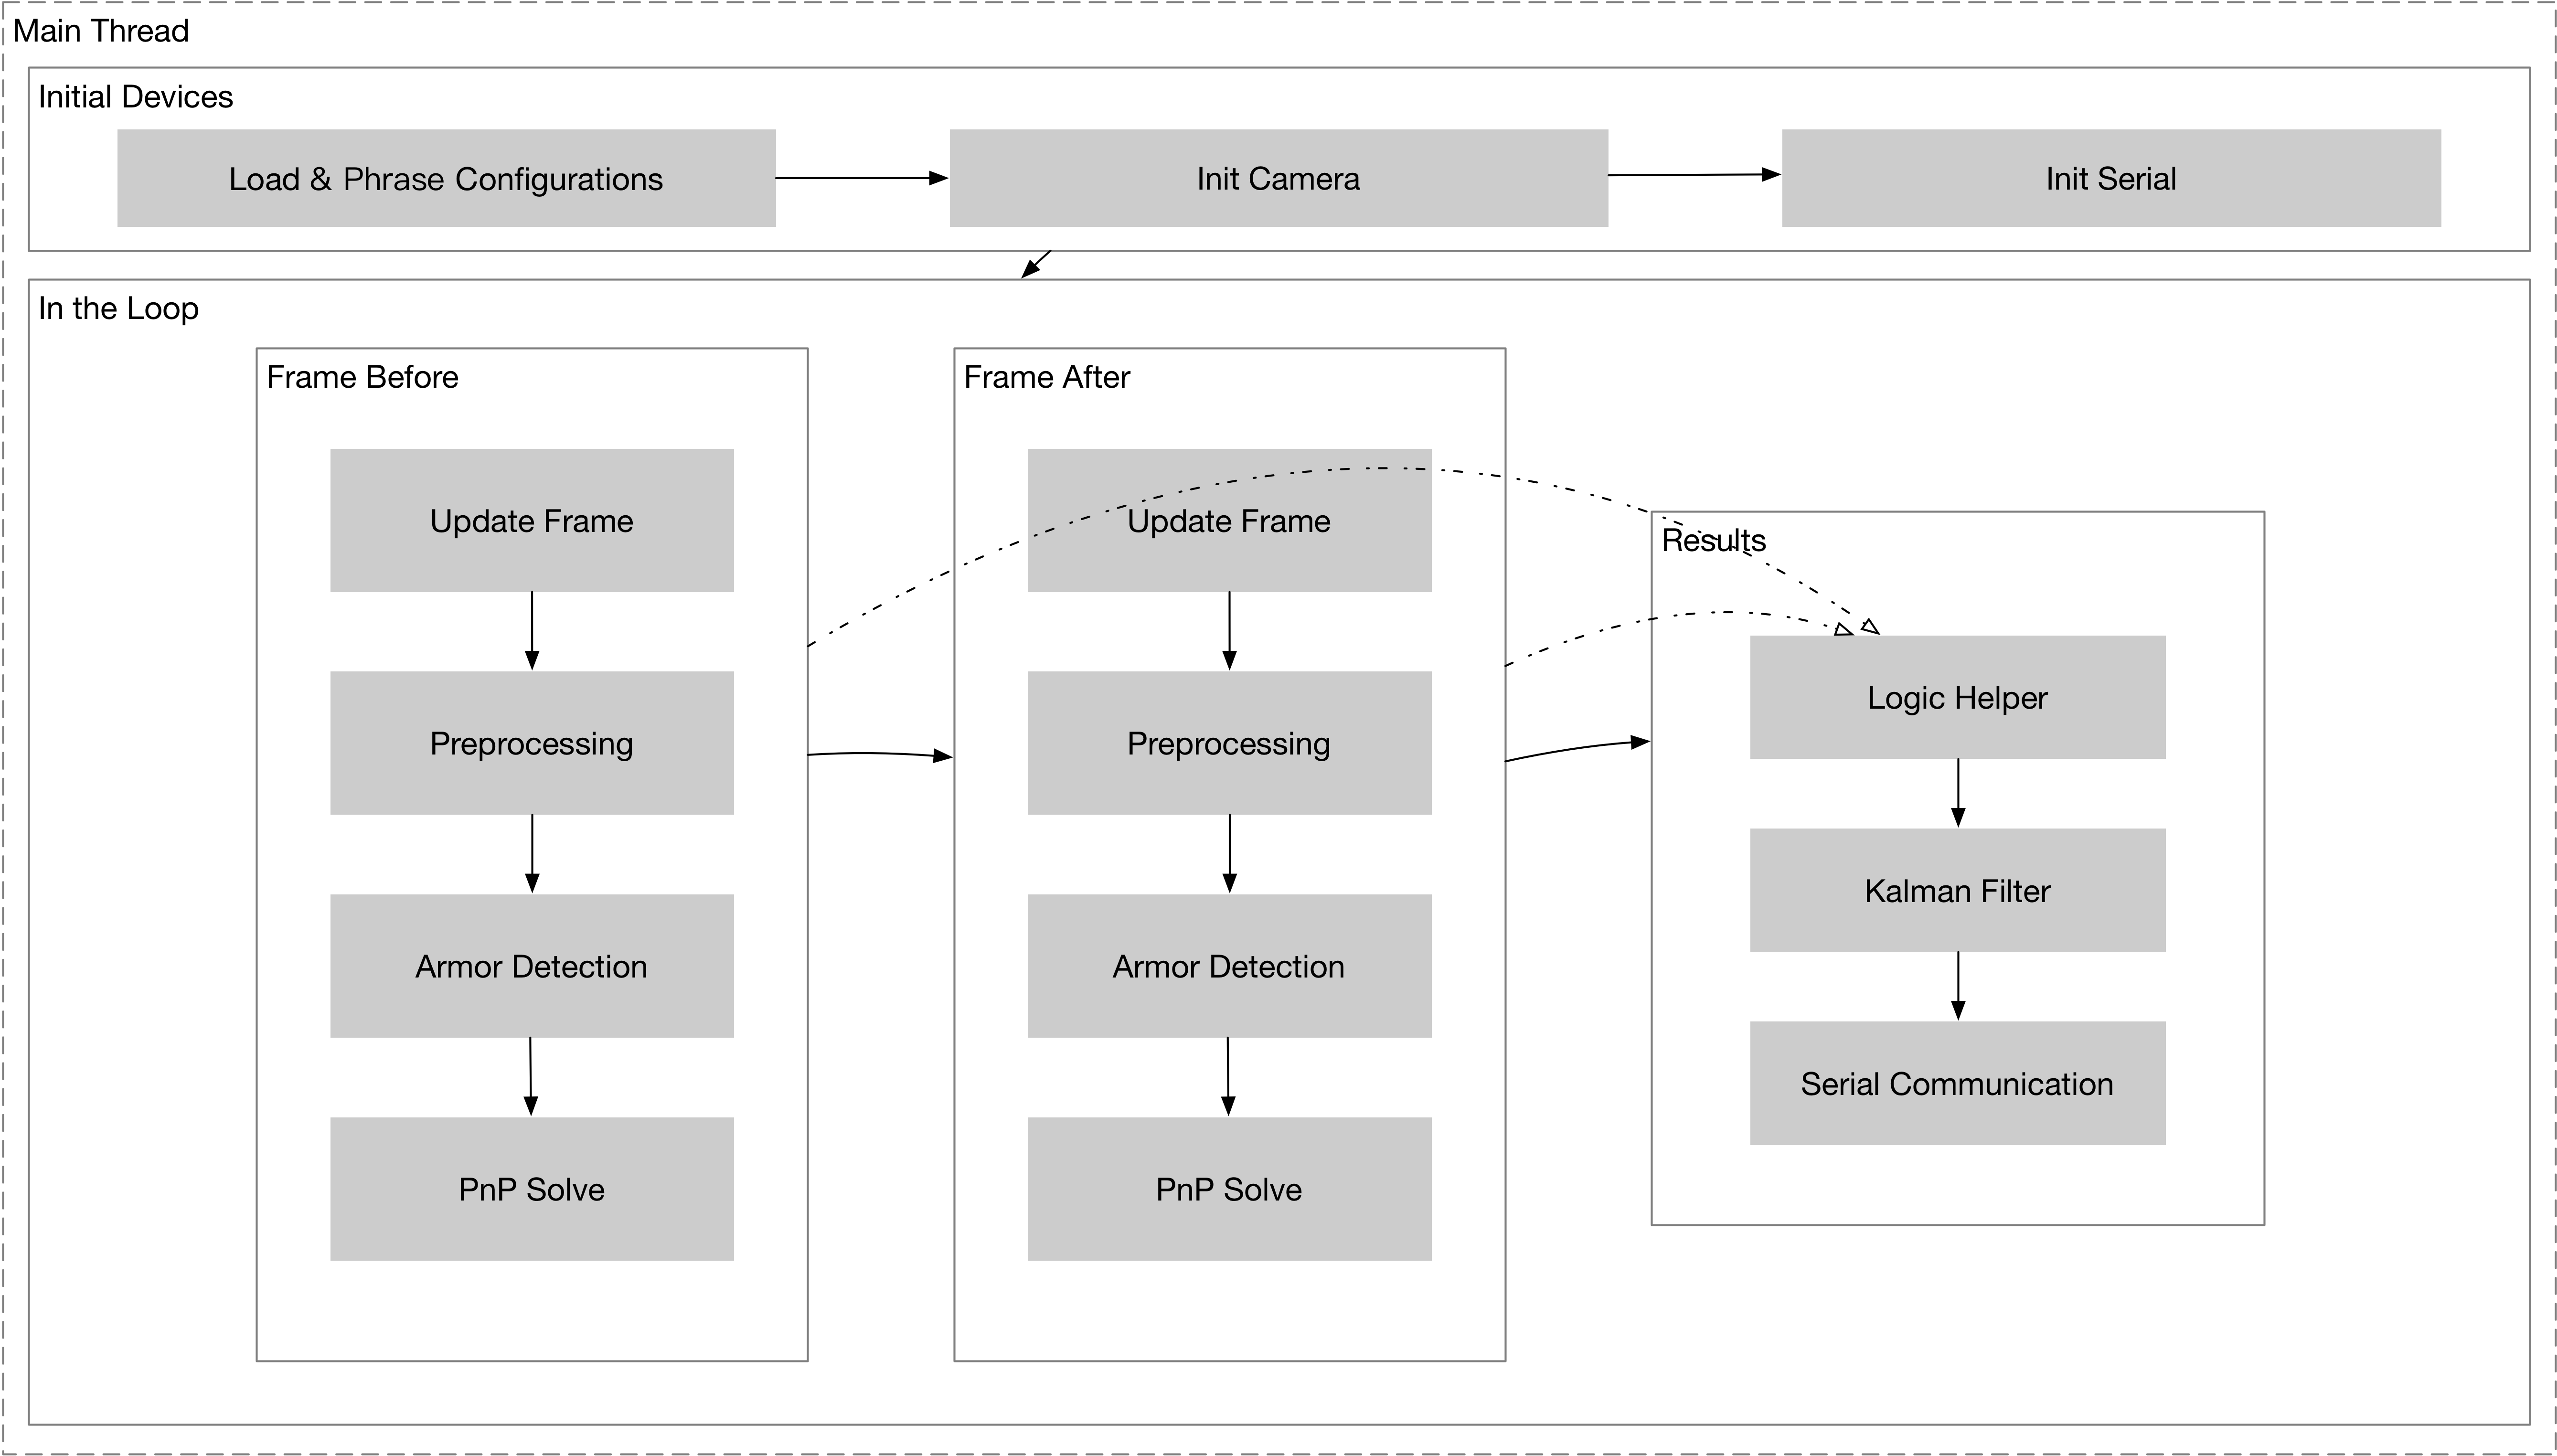 Main Thread
Initial Devices
Load & Phrase Configurations
Init Camera
Init Serial
In the Loop
Frame Before
Update Frame
Preprocessing
Armor Detection
PnP Solve
Frame After
Update Frame
Preprocessing
Armor Detection
PnP Solve
Results
Logic Helper
Kalman Filter
Serial Communication